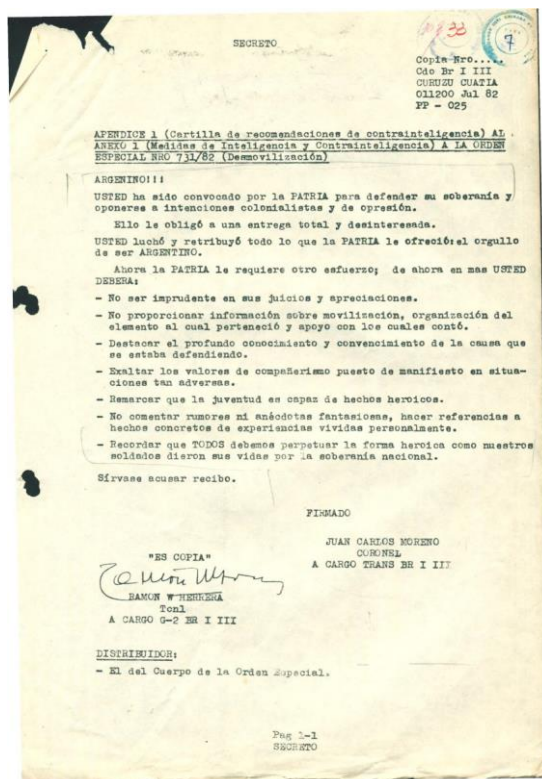 SECRETO
33
7
Copia Nro.....
Cdo Br I III
CURUZU CUATIA
011200 Jul 82
PP - 025
APENDICE 1 (Cartilla de recomendaciones de contrainteligencia) AL
ANEXO 1 (Medidas de Inteligencia y Contrainteligencia) A LA ORDEN
ESPECIAL NRO 731/82 (Desmovilización)
ARGENINO!!!
USTED ha sido convocado por la PATRIA para defender su soberanía y
oponerse a intenciones colonialistas y de opresión.
Ello le obligó a una entrega total y desinteresada.
USTED luchó y retribuyó todo lo que la PATRIA le ofreció:el orgullo
de ser ARGENTINO.
Ahora la PATRIA le requiere otro esfuerzo; de ahora en mas USTED
DEBERA:
- No ser imprudente en sus juicios y apreciaciones.
- No proporcionar información sobre movilización, organización del
elemento al cual perteneció y apoyo con los cuales contó.
- Destacar el profundo conocimiento y convencimiento de la causa que
se estaba defendiendo.
- Exaltar los valores de compañerismo puesto de manifiesto en situa-
ciones tan adversas.
- Remarcar que la juventud es capaz de hechos heroicos.
- No comentar rumores ni anécdotas fantasiosas, hacer referencias a
hechos concretos de experiencias vividas personalmente.
- Recordar que TODOS debemos perpetuar la forma heroica como nuestros
soldados dieron sus vidas por la soberanía nacional.
Sírvase acusar recibo.
FIRMADO
JUAN CARLOS MORENO
CORONEL
A CARGO TRANS BR I III
"ES COPIA"
RAMON W HERRERA
Tcnl
A CARGO G-2 BR I III
DISTRIBUIDOR:
- El del Cuerpo de la Orden Especial.
Pag 1-1
SECRETO